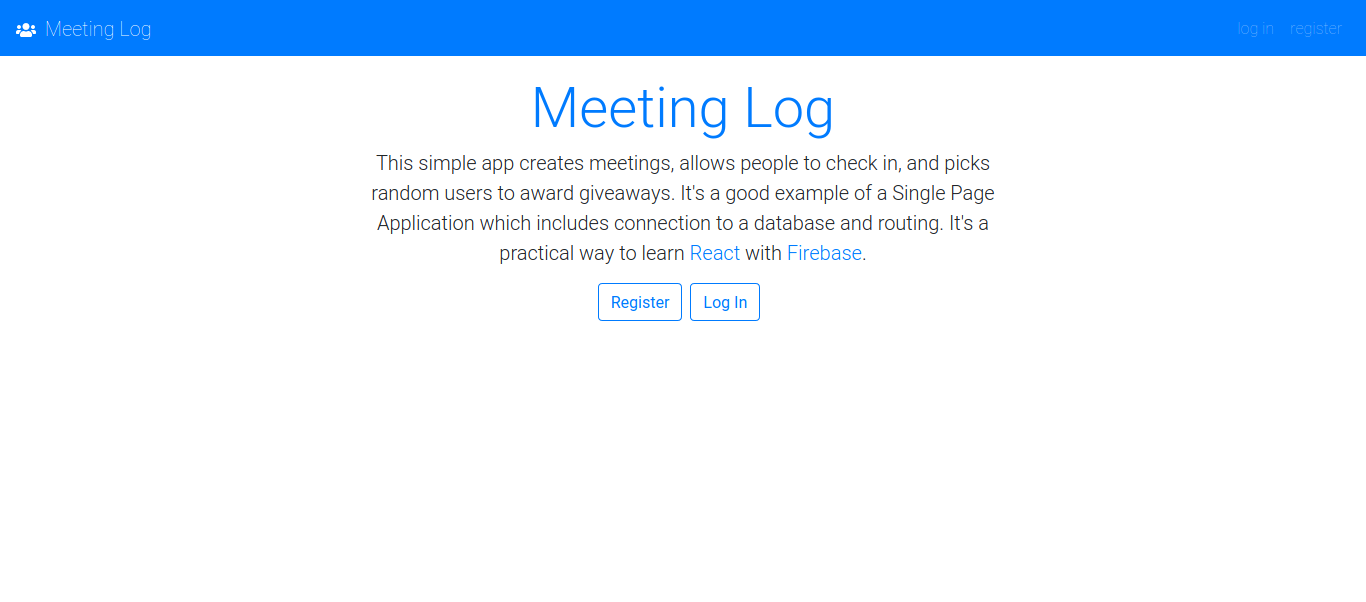 Meeting Log
log in register
Meeting Log
This simple app creates meetings, allows people to check in, and picks
random users to award giveaways. It's a good example of a Single Page
Application which includes connection to a database and routing. It's a
practical way to learn React with Firebase.
Register Log In